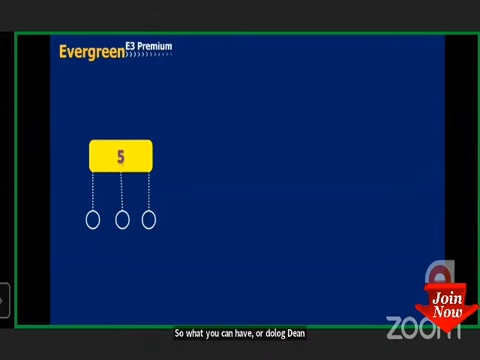 Evergreen E3 Premium
5
Join
Now
zoom
So what you can have, or dolog Dean